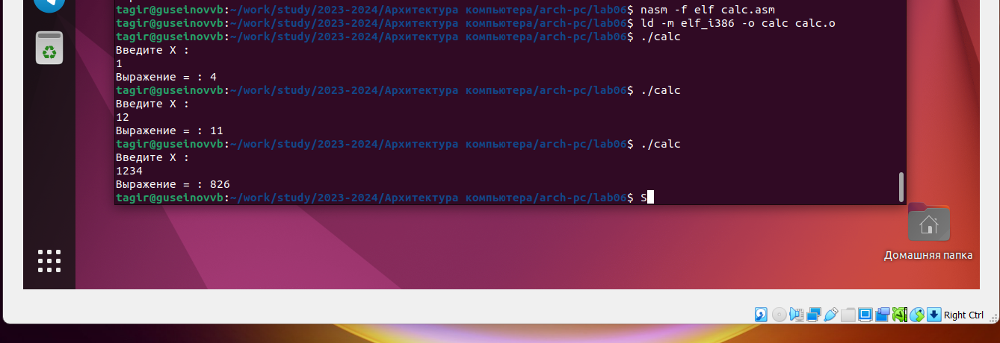 tagir@guseinovvb:~/work/study/2023-2024/Архитектура компьютера/arch-pc/lab06$ nasm -f elf calc.asm
tagir@guseinovvb:~/work/study/2023-2024/Архитектура компьютера/arch-pc/lab06$ ld -m elf_i386 -o calc calc.o
tagir@guseinovvb:~/work/study/2023-2024/Архитектура компьютера/arch-pc/lab06$ ./calc
Введите X :
1
Выражение = : 4
tagir@guseinovvb:~/work/study/2023-2024/Архитектура компьютера/arch-pc/lab06$ ./calc
Введите X :
12
Выражение = : 11
tagir@guseinovvb:~/work/study/2023-2024/Архитектура компьютера/arch-pc/lab06$ ./calc
Введите X :
1234
Выражение = : 826
tagir@guseinovvb:~/work/study/2023-2024/Архитектура компьютера/arch-pc/lab06$ S
Домашняя папка
Right Ctrl